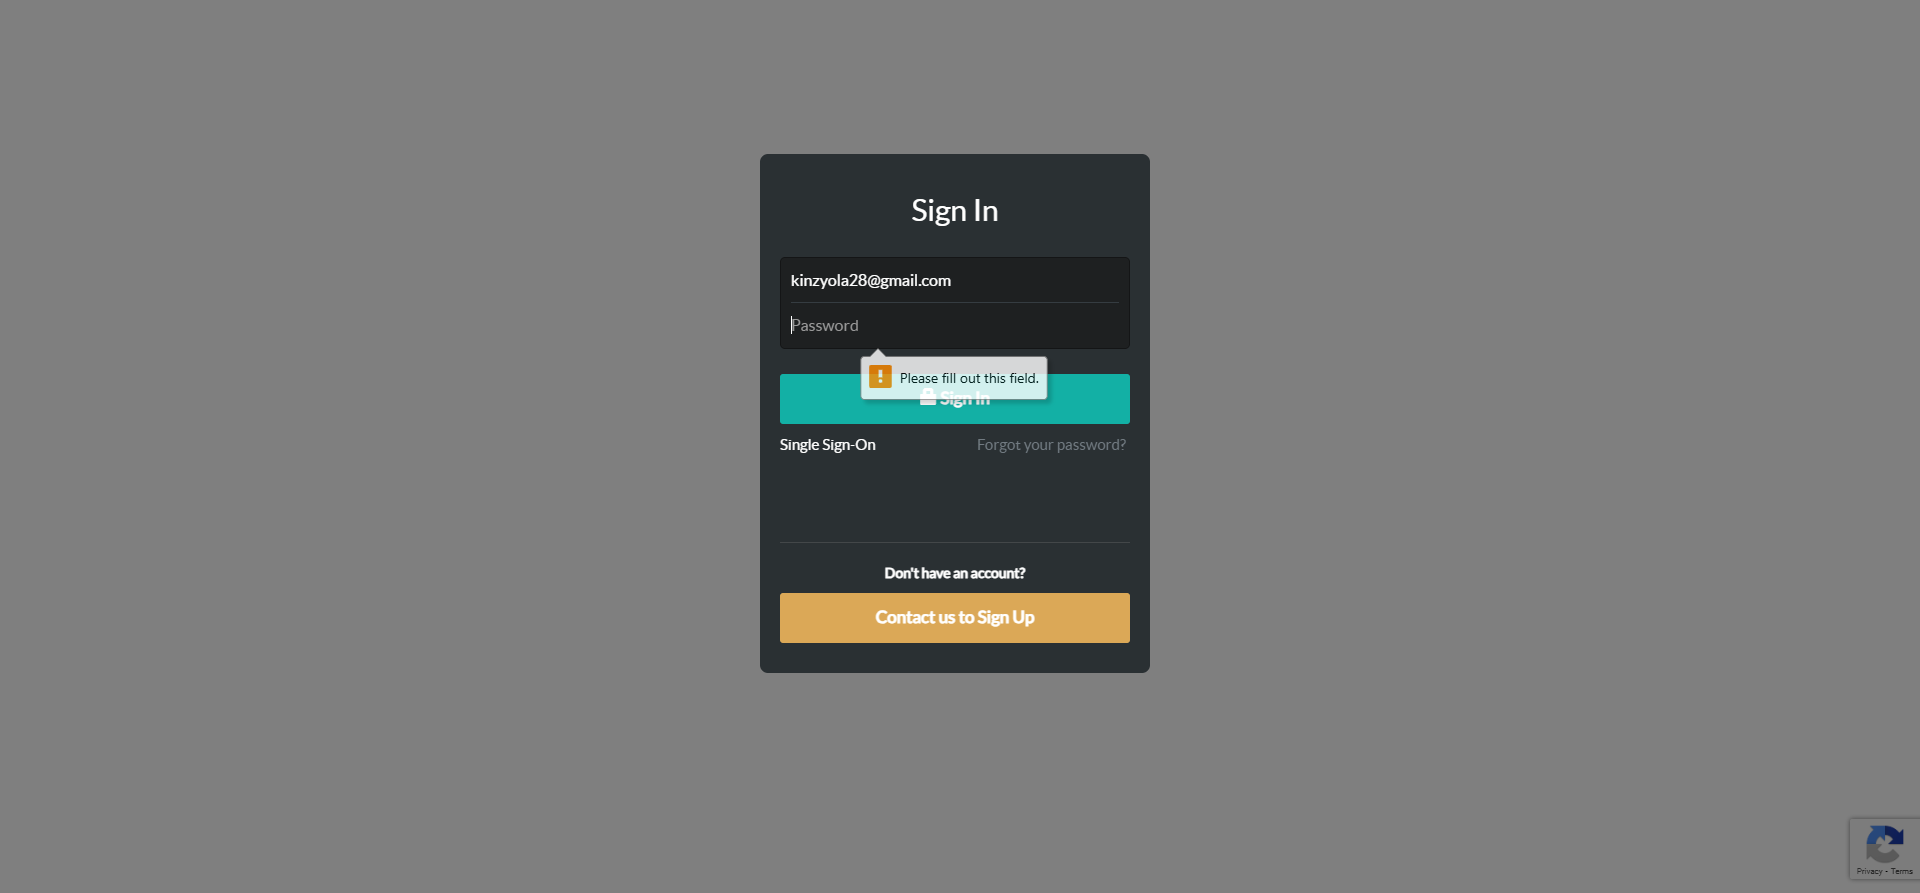 Sign In
kinzyola28@gmail.com
Password
Please fill out this field.
Sign In
Single Sign-On
Forgot your password?
Don't have an account?
Contact us to Sign Up
Privacy - Terms